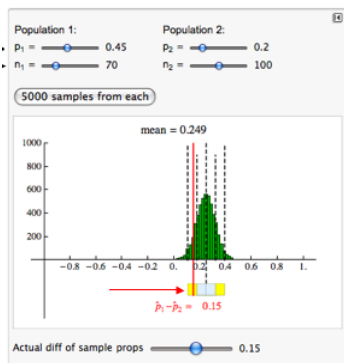 Population 1: Population 2:
p₁ = 0.45 p₂ = 0.2
n₁ = 70 n₂ = 100
5000 samples from each
mean = 0.249
1000
800
600
400
200
-0.8 -0.6 -0.4 -0.2 0. 0.2 0.4 0.6 0.8 1.
p̂₁-p̂₂ = 0.15
Actual diff of sample props 0.15